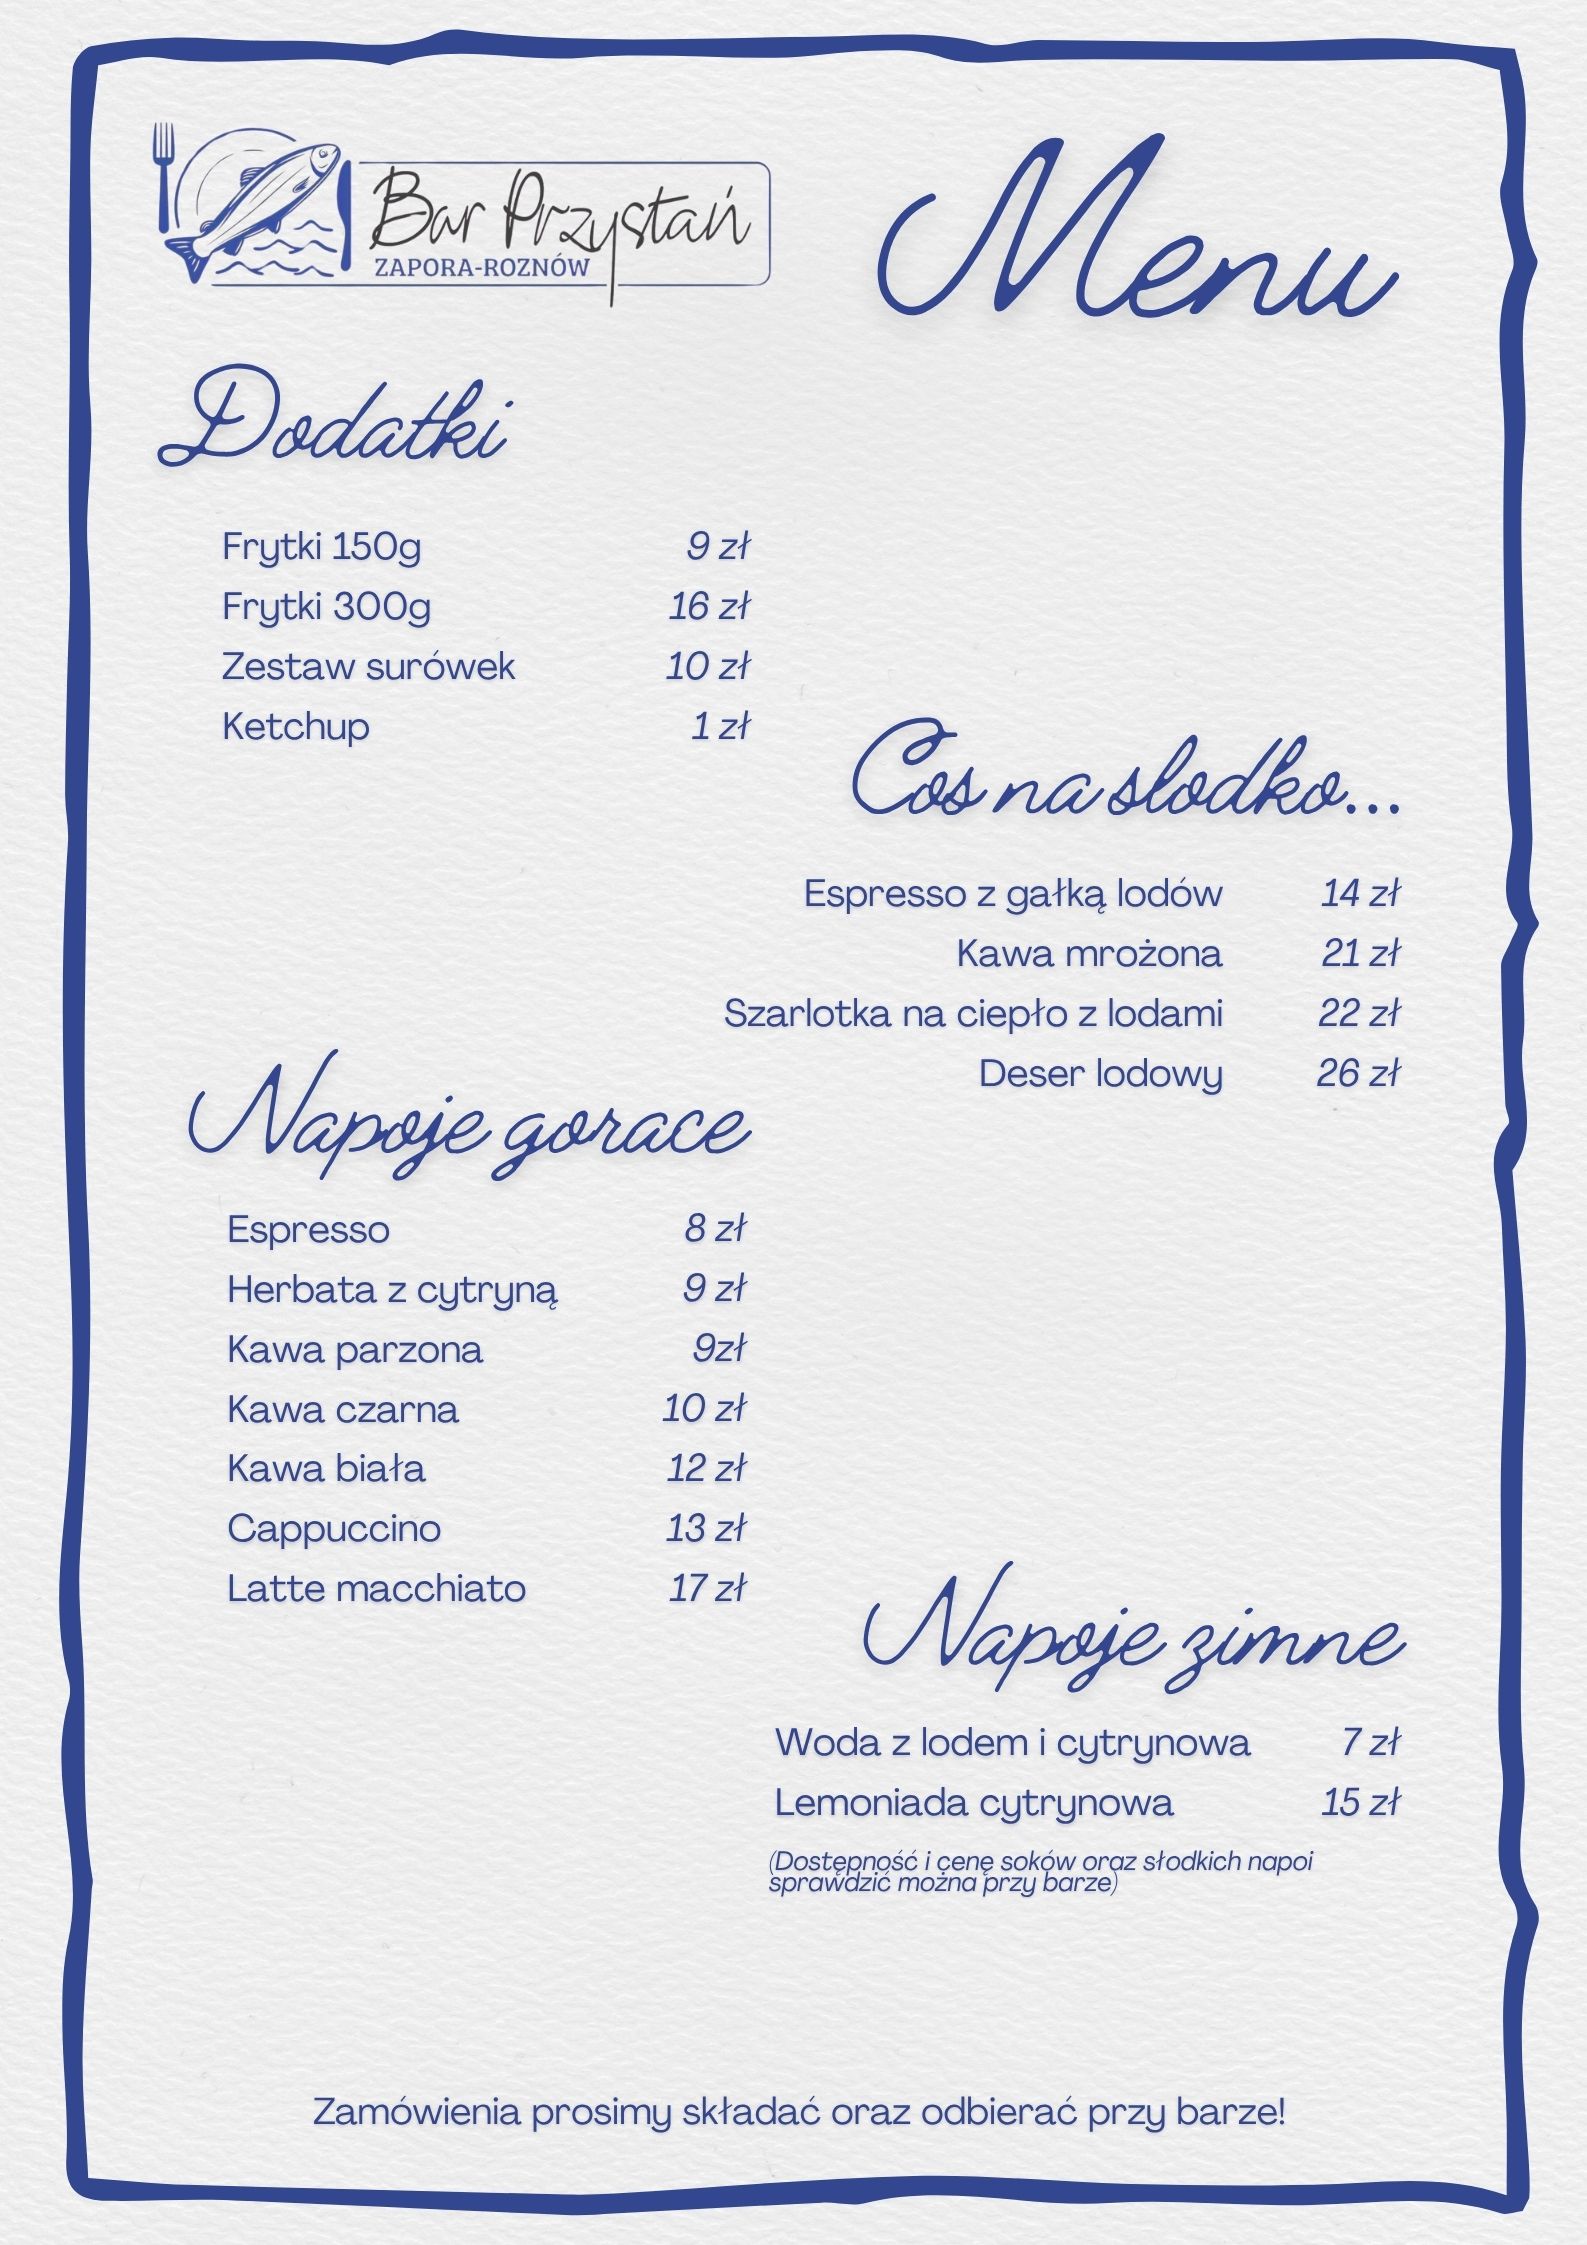 Bar Przystań
ZAPORA-ROZNÓW
Menu
Dodatki
Frytki 150g 9 zł
Frytki 300g 16 zł
Zestaw surówek 10 zł
Ketchup 1 zł
Cos na slodko...
Espresso z gałką lodów 14 zł
Kawa mrożona 21 zł
Szarlotka na ciepło z lodami 22 zł
Deser lodowy 26 zł
Napoje gorace
Espresso 8 zł
Herbata z cytryną 9 zł
Kawa parzona 9zł
Kawa czarna 10 zł
Kawa biała 12 zł
Cappuccino 13 zł
Latte macchiato 17 zł
Napoje zimne
Woda z lodem i cytrynowa 7 zł
Lemoniada cytrynowa 15 zł
(Dostępność i cenę soków oraz słodkich napoi
sprawdzić można przy barze)
Zamówienia prosimy składać oraz odbierać przy barze!